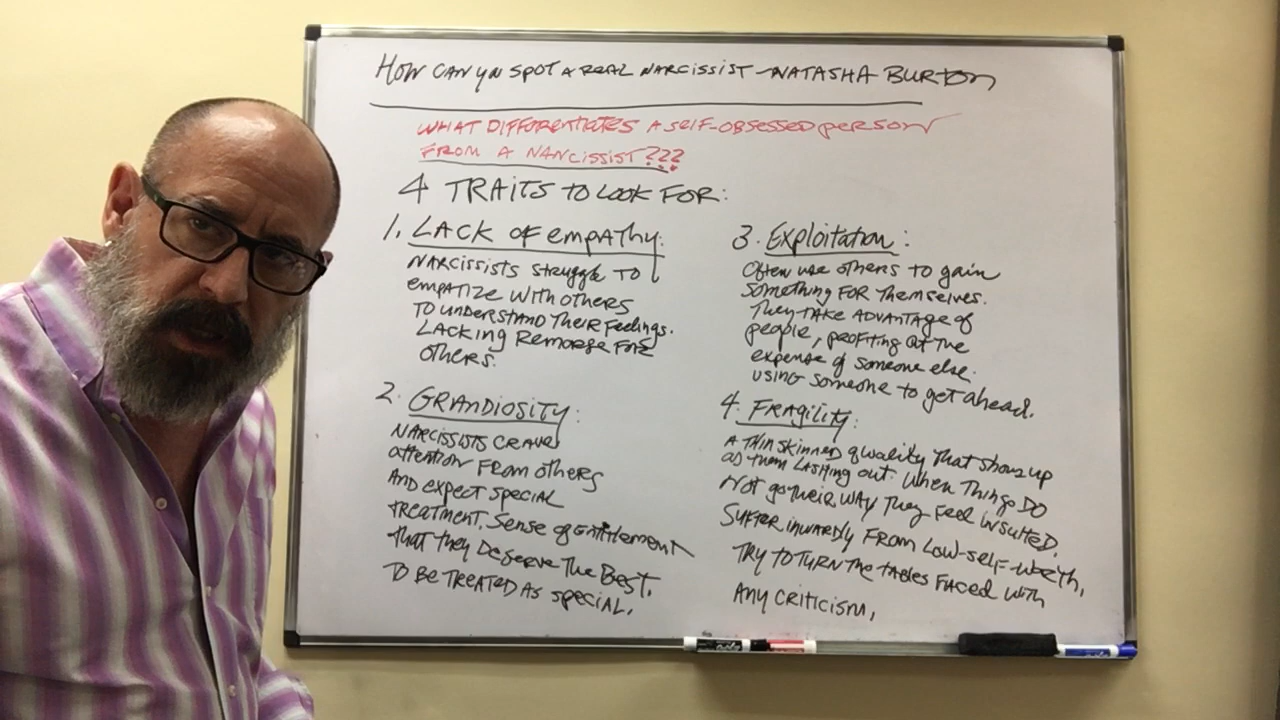 HOW CAN YOU SPOT A REAL NARCISSIST - NATASHA BURTON
WHAT DIFFERENTIATES A SELF-OBSESSED PERSON
FROM A NANCISSIST???
4 TRAITS TO LOOK FOR:
1. LACK OF EMPATHY:
NARCISSISTS STRUGGLE TO
EMPATIZE WITH OTHERS
TO UNDERSTAND THEIR FEELINGS.
LACKING REMORSE FOR
OTHERS.
2. GRANDIOSITY:
NARCISSISTS CRAVE
ATTENTION FROM OTHERS
AND EXPECT SPECIAL
TREATMENT. SENSE OF ENTITLEMENT
THAT THEY DESERVE THE BEST.
TO BE TREATED AS SPECIAL.
3. EXPLOITATION:
OFTEN USE OTHERS TO GAIN
SOMETHING FOR THEMSELVES.
THEY TAKE ADVANTAGE OF
PEOPLE, PROFITING AT THE
EXPENSE OF SOMEONE ELSE.
USING SOMEONE TO GET AHEAD.
4. FRAGILITY:
A THIN SKINNED QUALITY THAT SHOWS UP
AS THEM LASHING OUT. WHEN THINGS DO
NOT GO THEIR WAY THEY FEEL INSULTED.
SUFFER INWARDLY FROM LOW-SELF-WORTH,
TRY TO TURN THE TABLES FACED WITH
ANY CRITICISM,